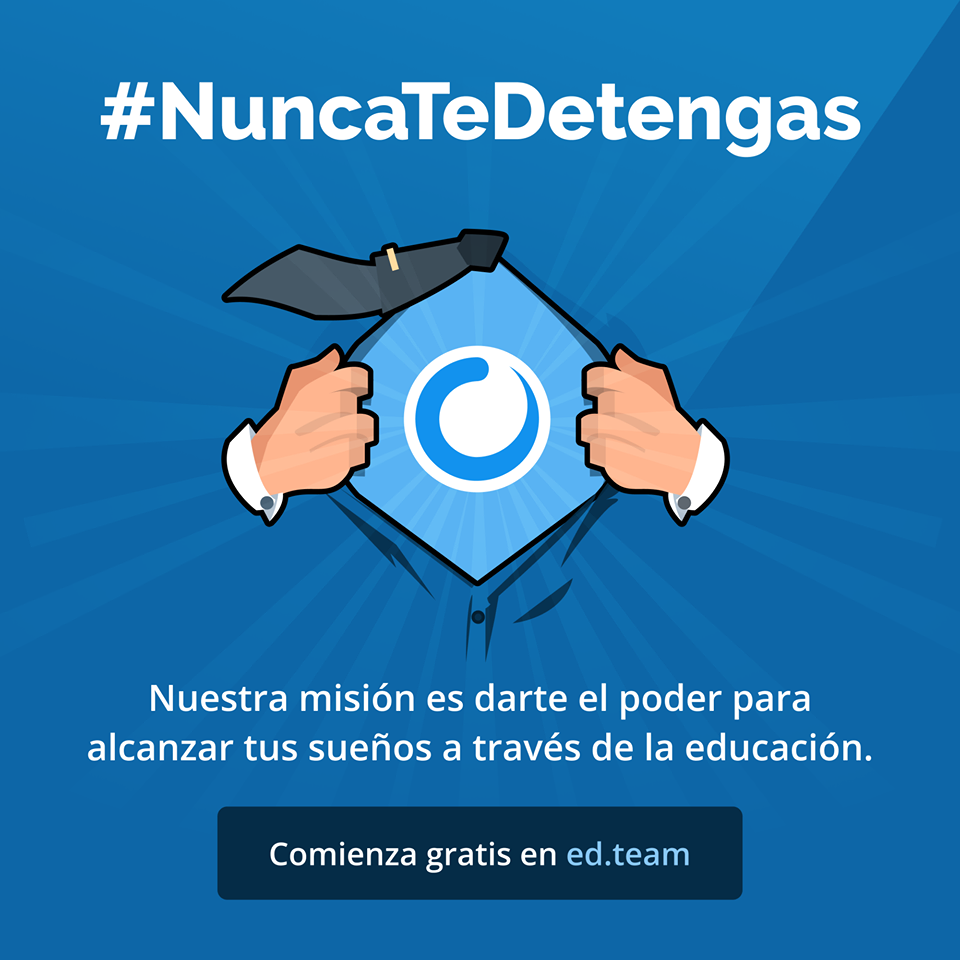 #NuncaTeDetengas
Nuestra misión es darte el poder para
alcanzar tus sueños a través de la educación.
Comienza gratis en ed.team